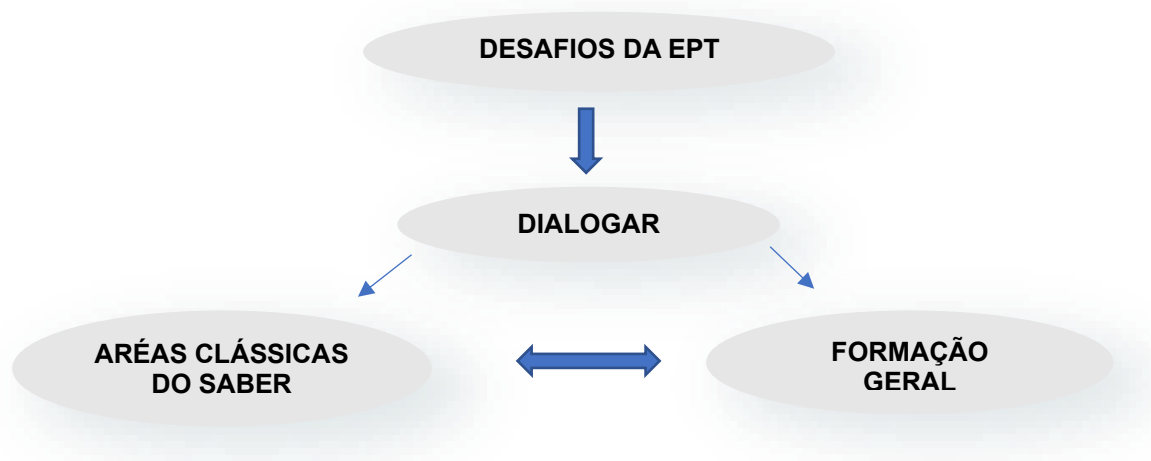 DESAFIOS DA EPT
DIALOGAR
ARÉAS CLÁSSICAS
DO SABER
FORMAÇÃO
GERAL